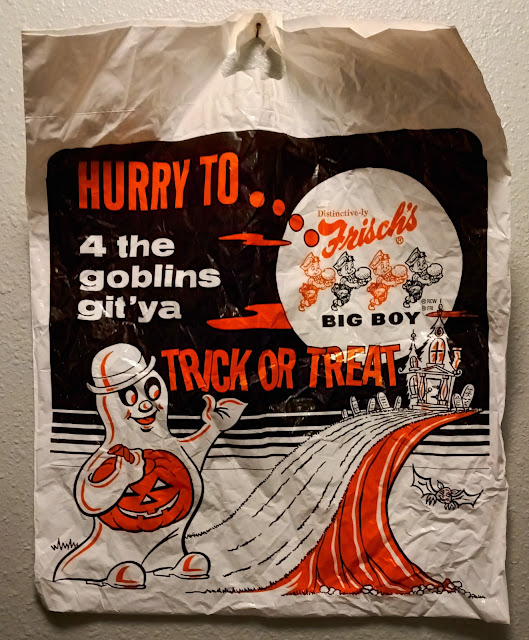 HURRY TO...
4 the
goblins
git'ya
Distinctive-ly
Frisch's®
BIG BOY
TRICK OR TREAT